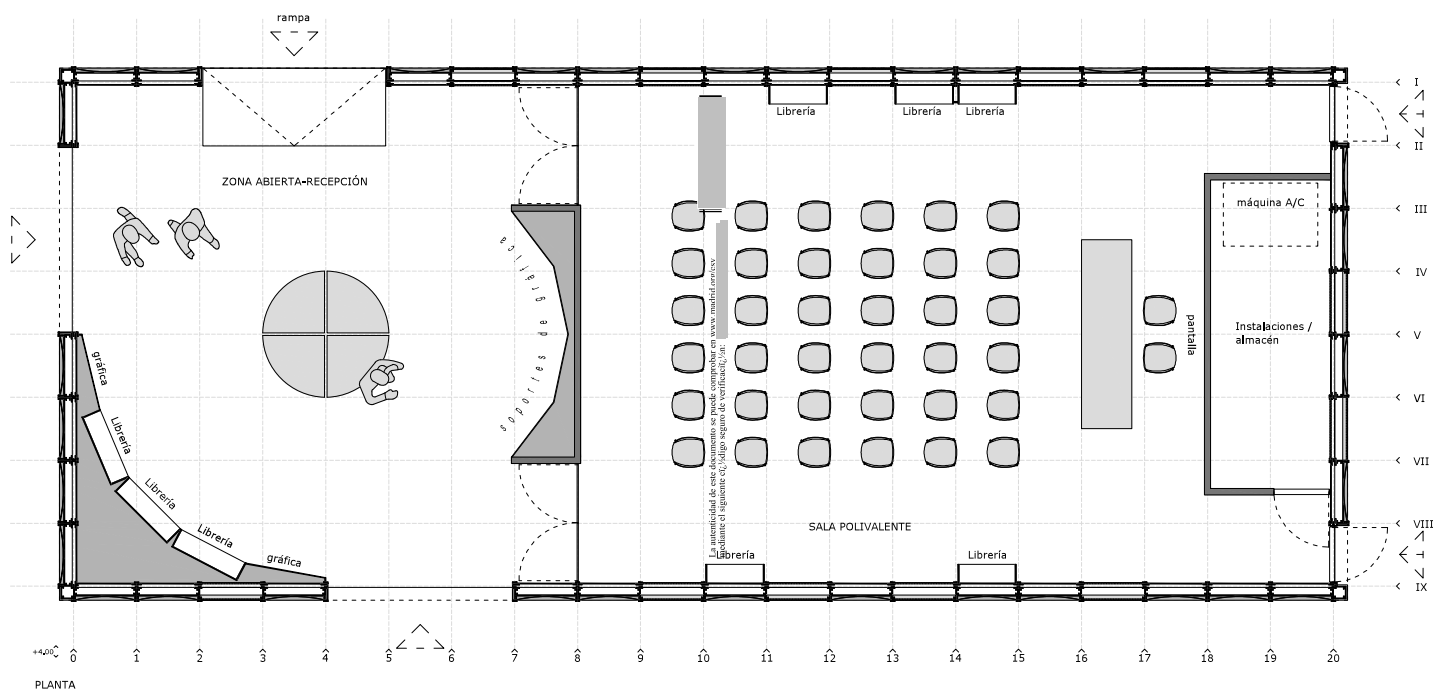 rampa
I
Librería
Librería
Librería
II
ZONA ABIERTA-RECEPCIÓN
máquina A/C
III
soportes de gráfica
IV
Instalaciones /
almacén
pantalla
V
gráfica
VI
Librería
VII
Librería
Librería
gráfica
SALA POLIVALENTE
VIII
La autenticidad de este documento se puede comprobar en www.madrid.org/csv
mediante el siguiente cï¿½digo seguro de verificaciï¿½n:
Librería
Librería
IX
+4.00
0 1 2 3 4 5 6 7 8 9 10 11 12 13 14 15 16 17 18 19 20
PLANTA